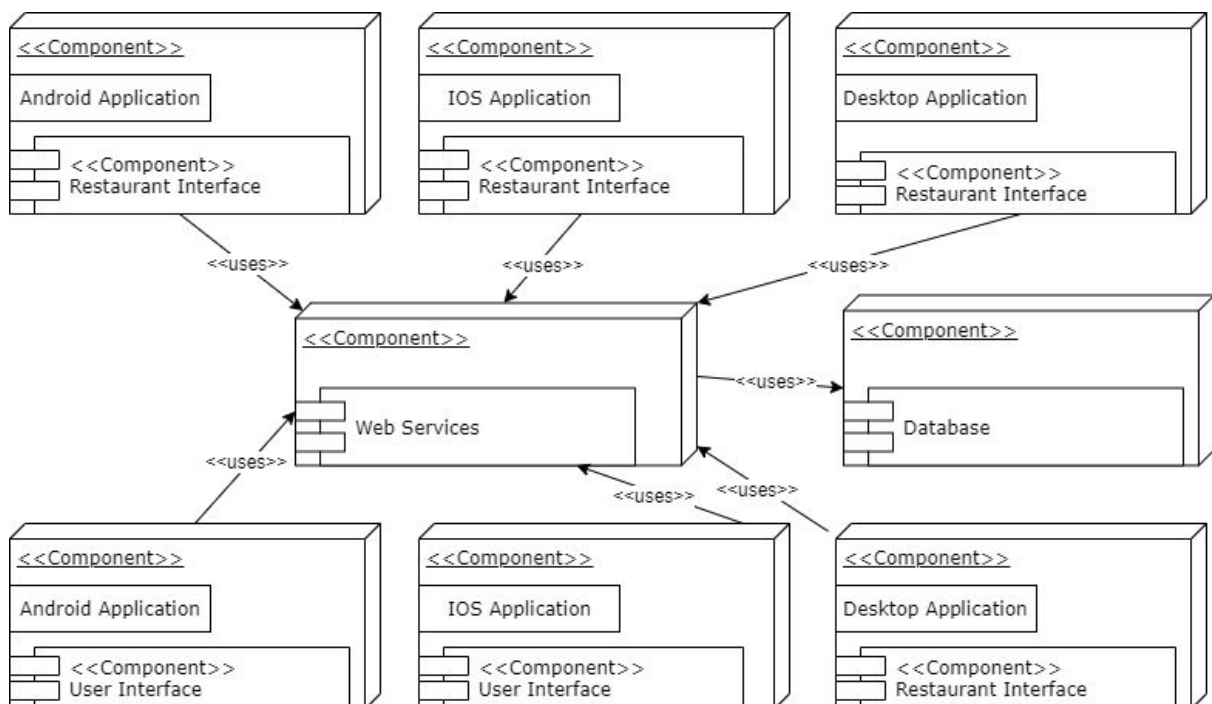 <<Component>>
Android Application
<<Component>>
Restaurant Interface
<<Component>>
IOS Application
<<Component>>
Restaurant Interface
<<Component>>
Desktop Application
<<Component>>
Restaurant Interface
<<uses>>
<<uses>>
<<uses>>
<<Component>>
Web Services
<<uses>>
<<Component>>
Database
<<uses>>
<<uses>>
<<uses>>
<<Component>>
Android Application
<<Component>>
User Interface
<<Component>>
IOS Application
<<Component>>
User Interface
<<Component>>
Desktop Application
<<Component>>
Restaurant Interface